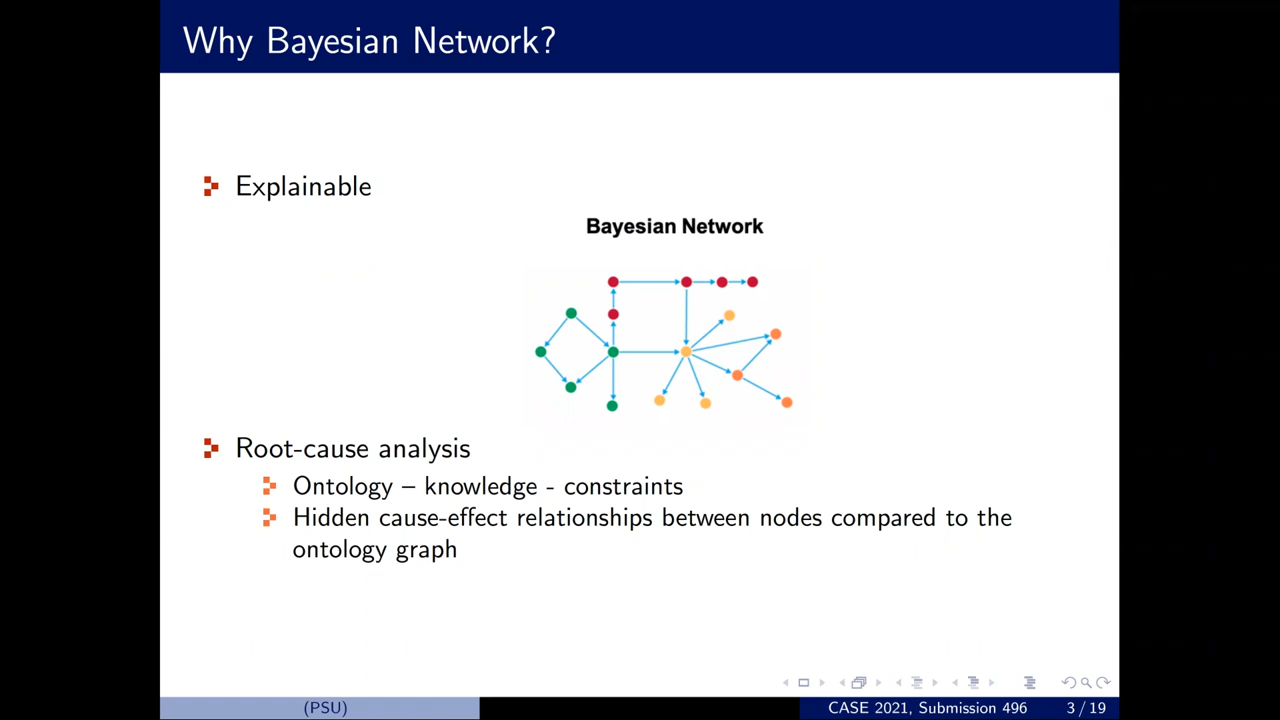 Why Bayesian Network?
Explainable
Bayesian Network
Root-cause analysis
Ontology – knowledge - constraints
Hidden cause-effect relationships between nodes compared to the
ontology graph
(PSU)
CASE 2021, Submission 496
3 / 19